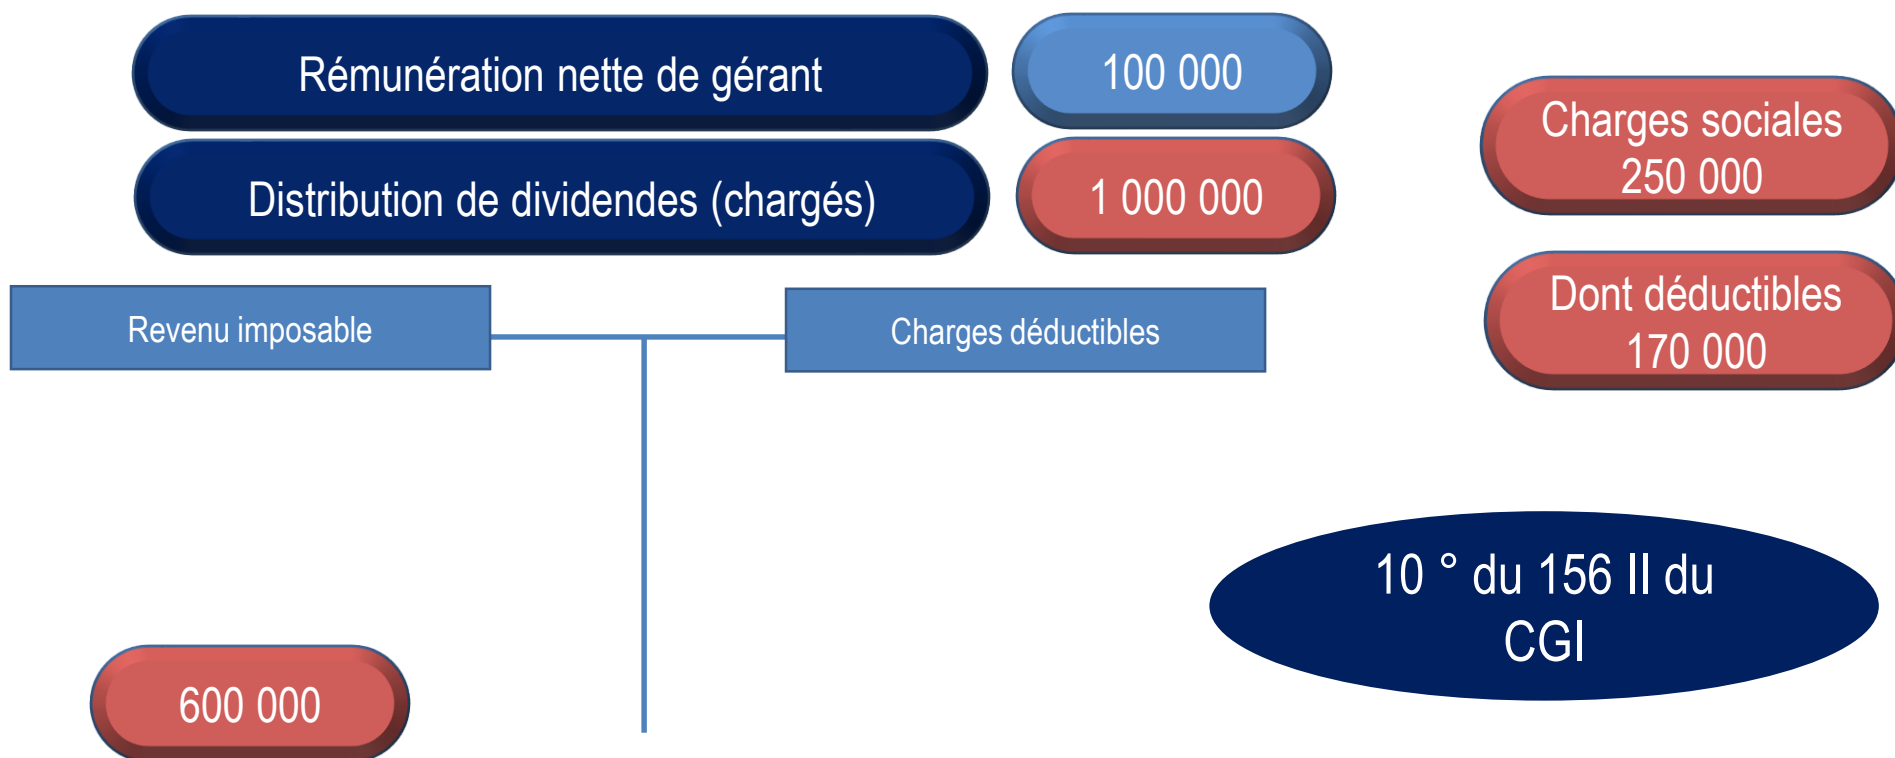 Rémunération nette de gérant
100 000
Distribution de dividendes (chargés)
1 000 000
Charges sociales
250 000
Dont déductibles
170 000
Revenu imposable
Charges déductibles
10 ° du 156 II du
CGI
600 000